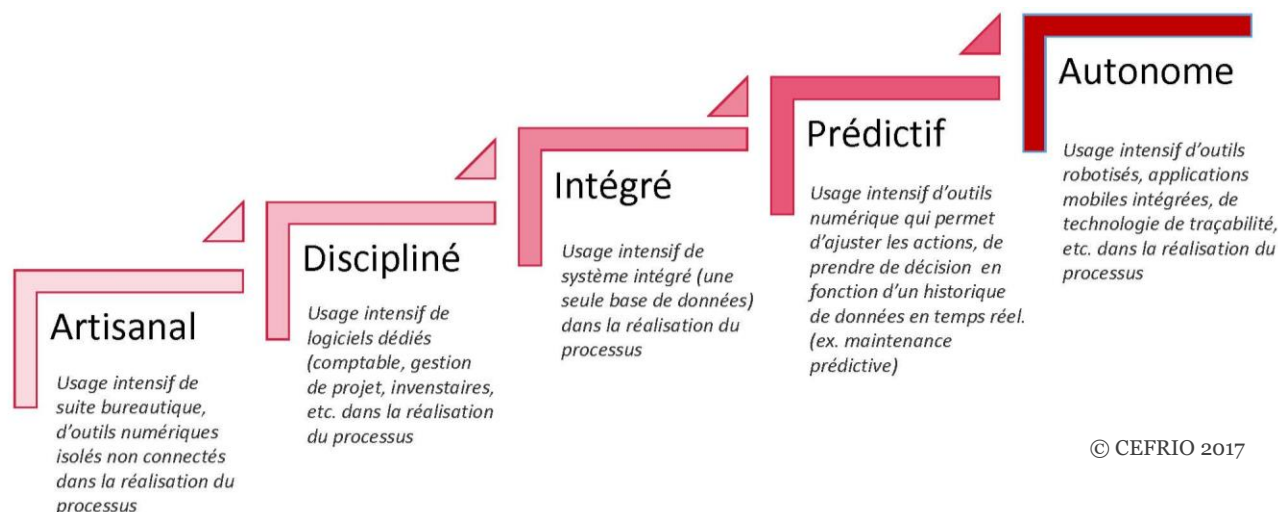 Artisanal
Usage intensif de
suite bureautique,
d'outils numériques
isolés non connectés
dans la réalisation du
processus
Discipliné
Usage intensif de
logiciels dédiés
(comptable, gestion
de projet, invenstaires,
etc. dans la réalisation
du processus
Intégré
Usage intensif de
système intégré (une
seule base de données)
dans la réalisation du
processus
Prédictif
Usage intensif d'outils
numérique qui permet
d'ajuster les actions, de
prendre de décision en
fonction d'un historique
de données en temps réel.
(ex. maintenance
prédictive)
Autonome
Usage intensif d'outils
robotisés, applications
mobiles intégrées, de
technologie de traçabilité,
etc. dans la réalisation du
processus
© CEFRIO 2017